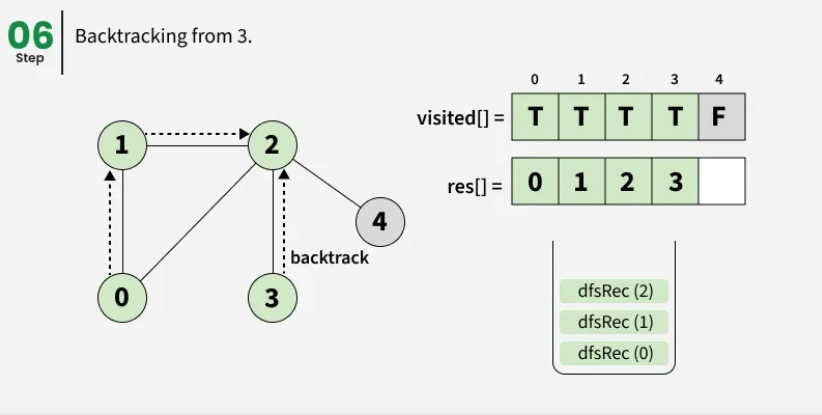 06
Step
Backtracking from 3.
0 1 2 3 4
visited[] = T T T T F
res[] = 0 1 2 3
1 2
4
backtrack
0 3
dfsRec (2)
dfsRec (1)
dfsRec (0)